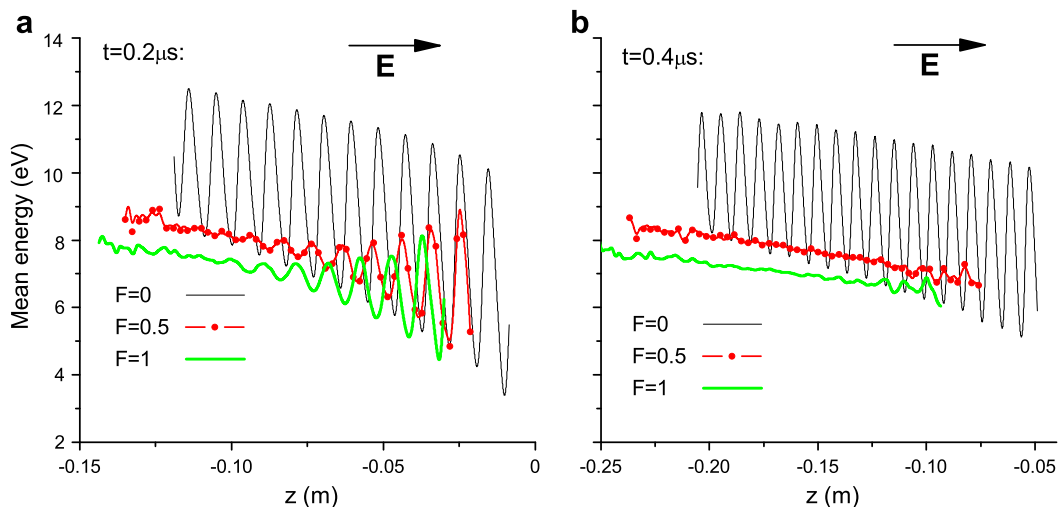 a
t=0.2μs:
E
Mean energy (eV)
14
12
10
8
6
4
2
F=0
F=0.5
F=1
-0.15
-0.10
-0.05
0
z (m)
b
t=0.4μs:
E
F=0
F=0.5
F=1
-0.25
-0.20
-0.15
-0.10
-0.05
z (m)